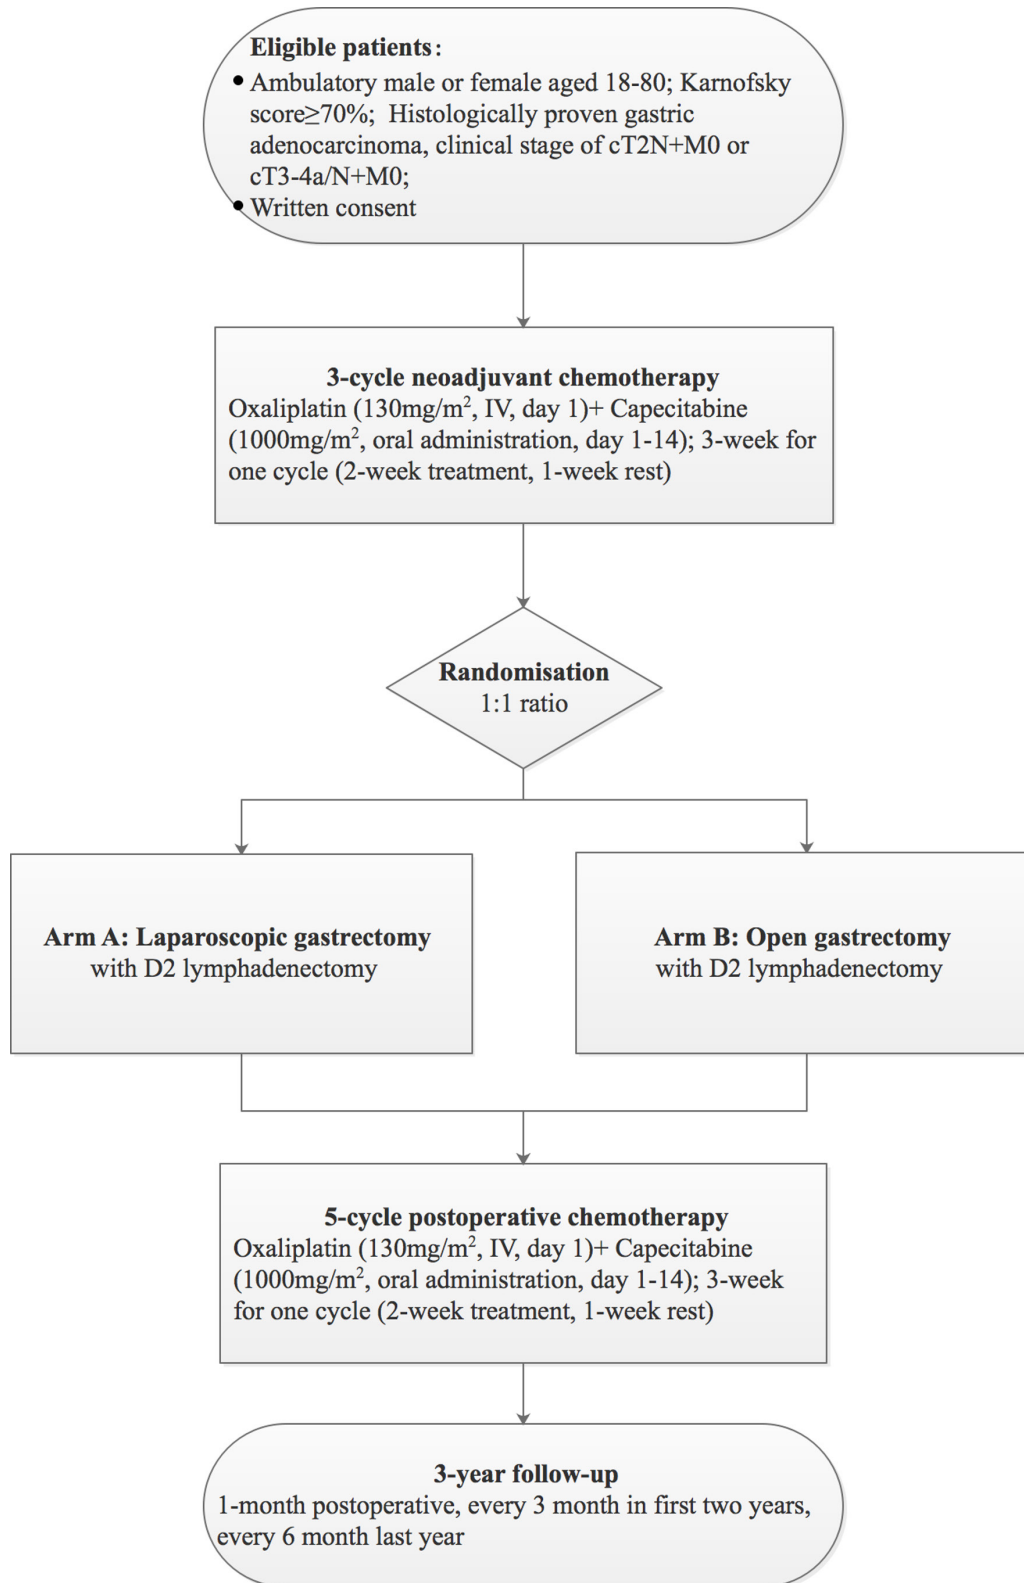 Eligible patients:
• Ambulatory male or female aged 18-80; Karnofsky
score≥70%; Histologically proven gastric
adenocarcinoma, clinical stage of cT2N+M0 or
cT3-4a/N+M0;
• Written consent
3-cycle neoadjuvant chemotherapy
Oxaliplatin (130mg/m², IV, day 1)+ Capecitabine
(1000mg/m², oral administration, day 1-14); 3-week for
one cycle (2-week treatment, 1-week rest)
Randomisation
1:1 ratio
Arm A: Laparoscopic gastrectomy
with D2 lymphadenectomy
Arm B: Open gastrectomy
with D2 lymphadenectomy
5-cycle postoperative chemotherapy
Oxaliplatin (130mg/m², IV, day 1)+ Capecitabine
(1000mg/m², oral administration, day 1-14); 3-week
for one cycle (2-week treatment, 1-week rest)
3-year follow-up
1-month postoperative, every 3 month in first two years,
every 6 month last year